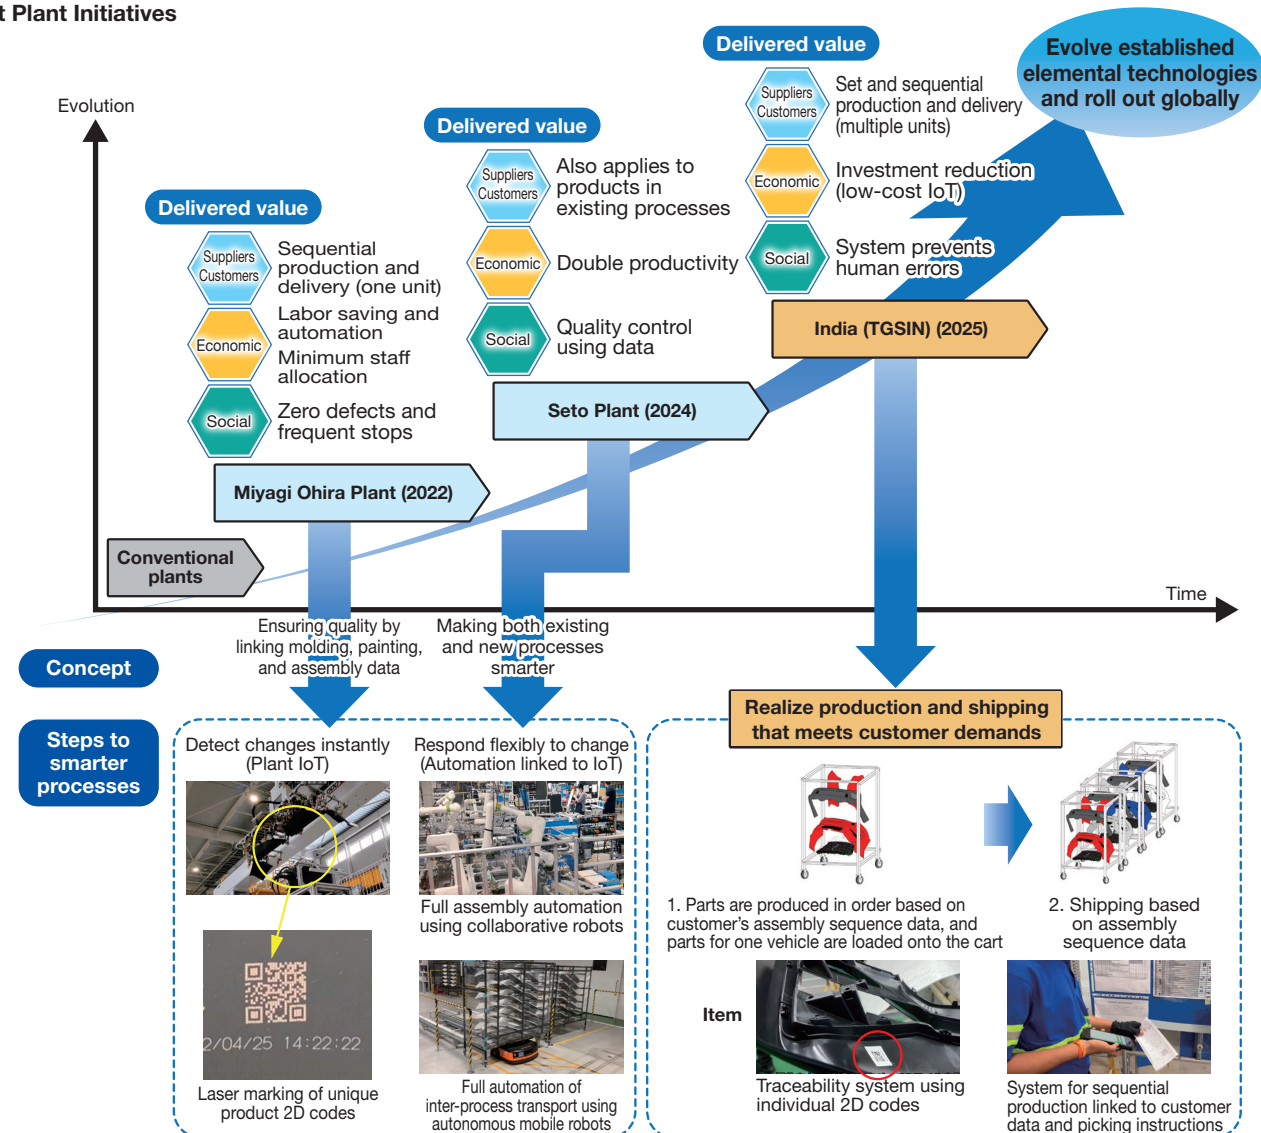 t Plant Initiatives
Evolve established
elemental technologies
and roll out globally
Evolution
Delivered value
Suppliers
Customers
Set and sequential
production and delivery
(multiple units)
Economic
Investment reduction
(low-cost IoT)
Social
System prevents
human errors
India (TGSIN) (2025)
Delivered value
Suppliers
Customers
Also applies to
products in
existing processes
Economic
Double productivity
Social
Quality control
using data
Seto Plant (2024)
Delivered value
Suppliers
Customers
Sequential
production and
delivery (one unit)
Economic
Labor saving and
automation
Minimum staff
allocation
Social
Zero defects and
frequent stops
Miyagi Ohira Plant (2022)
Conventional
plants
Time
Concept
Ensuring quality by
linking molding, painting,
and assembly data
Making both existing
and new processes
smarter
Realize production and shipping
that meets customer demands
Steps to
smarter
processes
Detect changes instantly
(Plant IoT)
2/04/25 14:22:22
Laser marking of unique
product 2D codes
Respond flexibly to change
(Automation linked to IoT)
Full assembly automation
using collaborative robots
Full automation of
inter-process transport using
autonomous mobile robots
1. Parts are produced in order based on
customer's assembly sequence data, and
parts for one vehicle are loaded onto the cart
2. Shipping based
on assembly
sequence data
Item
Traceability system using
individual 2D codes
System for sequential
production linked to customer
data and picking instructions